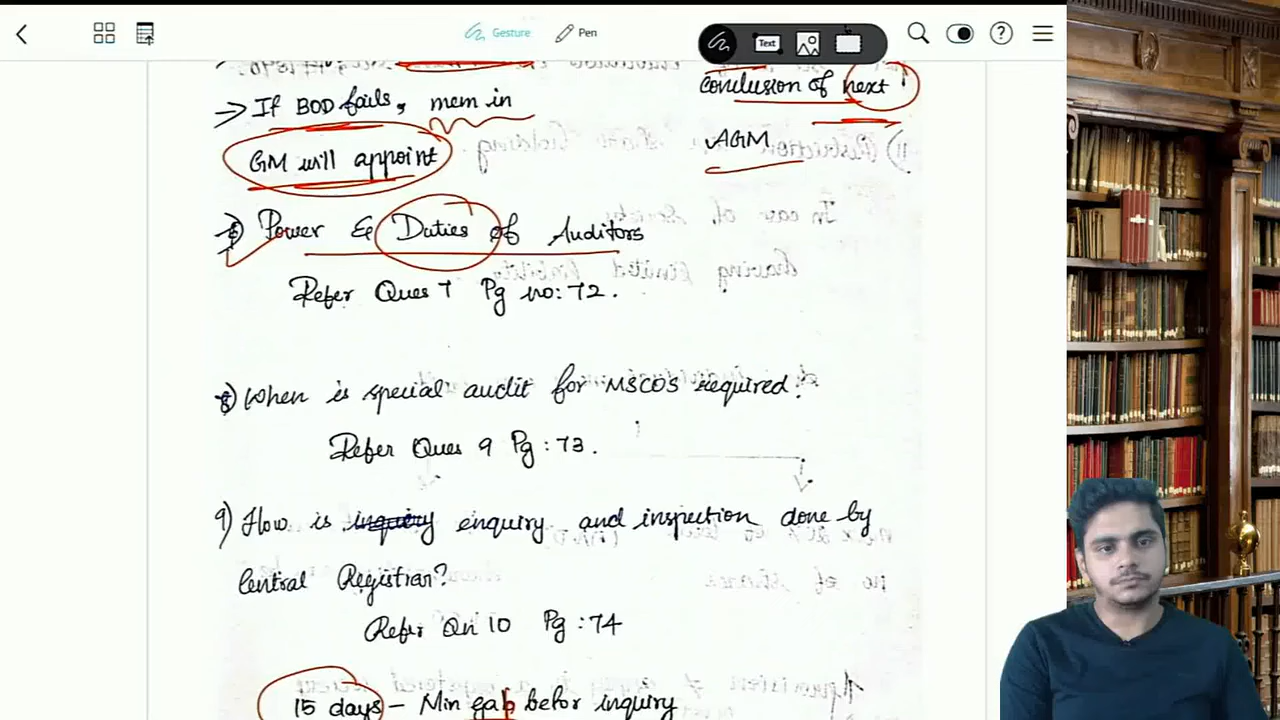 Gesture
Pen
Text
→ If BOD fails, mem in
GM will appoint
conclusion of next
AGM
Power & Duties of Auditors
Refer Ques 7 Pg no: 72.
8) When is special audit for MSCOS required?
Refer Ques 9 Pg : 73.
9) How is inquiry enquiry and inspection done by
Central Registrar?
Refer Qn 10 Pg : 74
15 days – Min gap befor inquiry